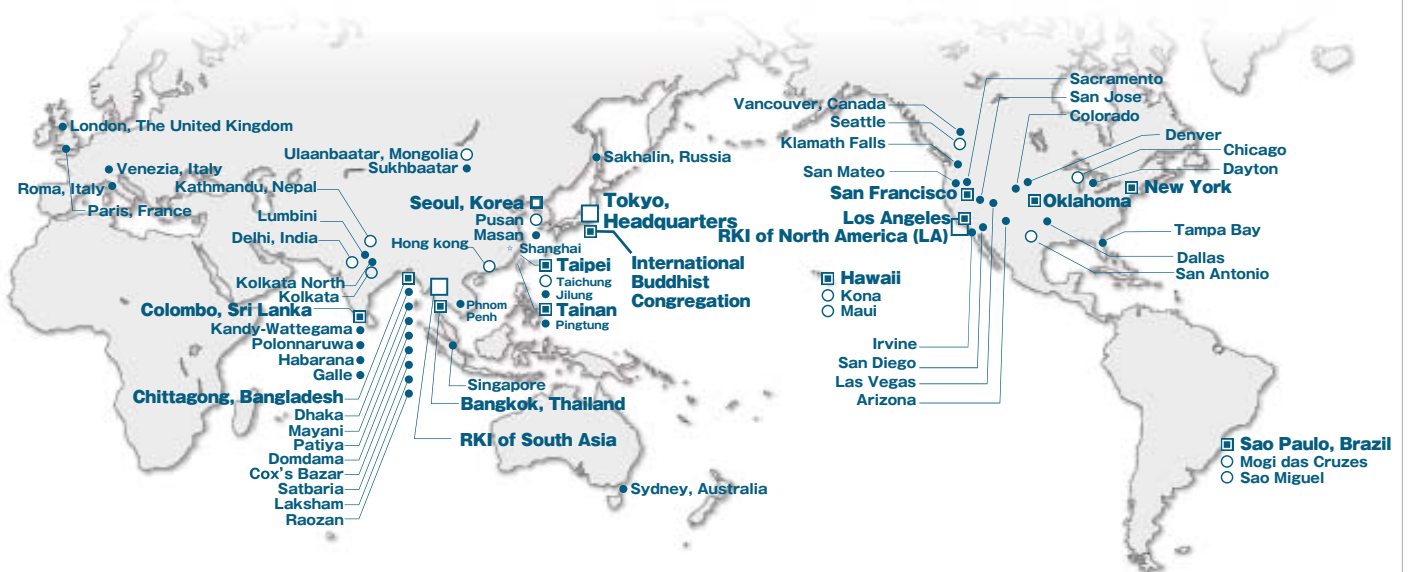 London, The United Kingdom
Venezia, Italy
Roma, Italy
Paris, France
Ulaanbaatar, Mongolia
Sukhbaatar
Sakhalin, Russia
Kathmandu, Nepal
Lumbini
Delhi, India
Kolkata North
Kolkata
Colombo, Sri Lanka
Kandy-Wattegama
Polonnaruwa
Habarana
Galle
Chittagong, Bangladesh
Dhaka
Mayani
Patiya
Domdama
Cox's Bazar
Satbaria
Laksham
Raozan
Seoul, Korea
Pusan
Masan
Shanghai
Hong kong
Tokyo,
Headquarters
International
Buddhist
Congregation
Taipei
Taichung
Jilung
Tainan
Pingtung
Phnom
Penh
Singapore
Bangkok, Thailand
RKI of South Asia
Sydney, Australia
Vancouver, Canada
Seattle
Klamath Falls
San Mateo
San Francisco
Los Angeles
RKI of North America (LA)
Hawaii
Kona
Maui
Irvine
San Diego
Las Vegas
Arizona
Sacramento
San Jose
Colorado
Denver
Chicago
Dayton
New York
Oklahoma
Tampa Bay
Dallas
San Antonio
Sao Paulo, Brazil
Mogi das Cruzes
Sao Miguel